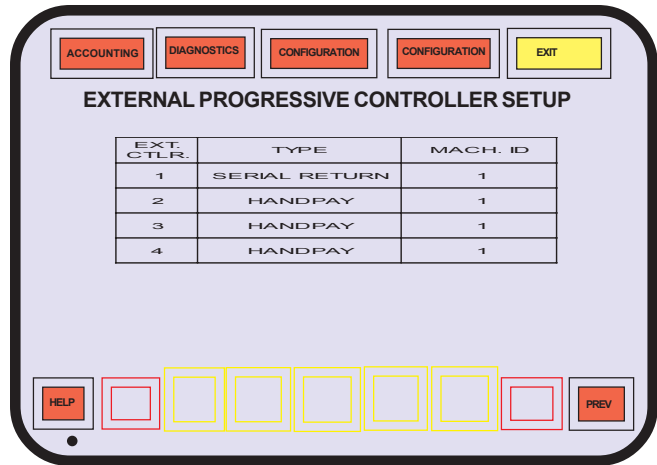 ACCOUNTING DIAGNOSTICS CONFIGURATION CONFIGURATION EXIT
EXTERNAL PROGRESSIVE CONTROLLER SETUP
EXT. CTLR. TYPE MACH. ID
1 SERIAL RETURN 1
2 HANDPAY 1
3 HANDPAY 1
4 HANDPAY 1
HELP PREV